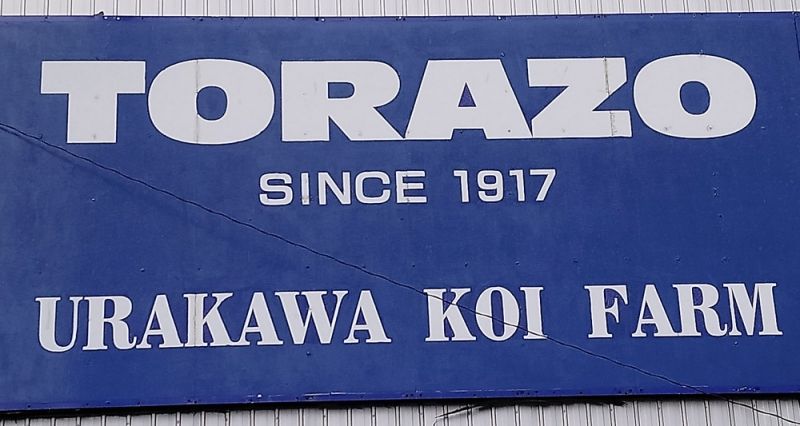 TORAZO
SINCE 1917
URAKAWA KOI FARM